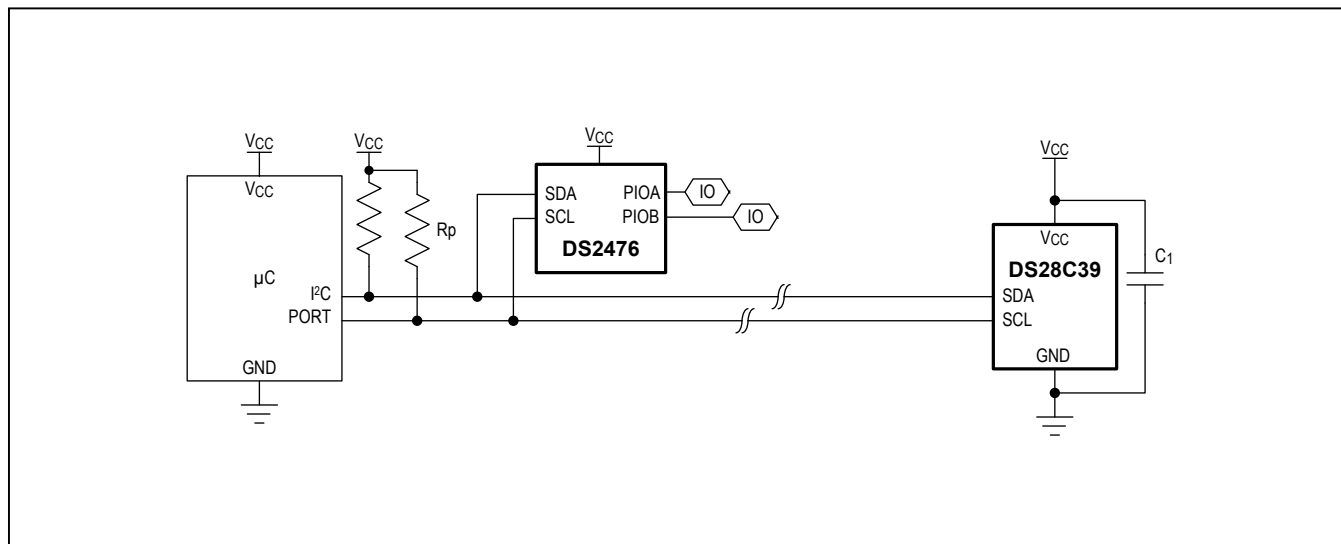 VCC
VCC
µC
I²C
PORT
GND
VCC
Rp
VCC
SDA
SCL
PIOA
PIOB
DS2476
IO
IO
VCC
VCC
DS28C39
SDA
SCL
GND
C1